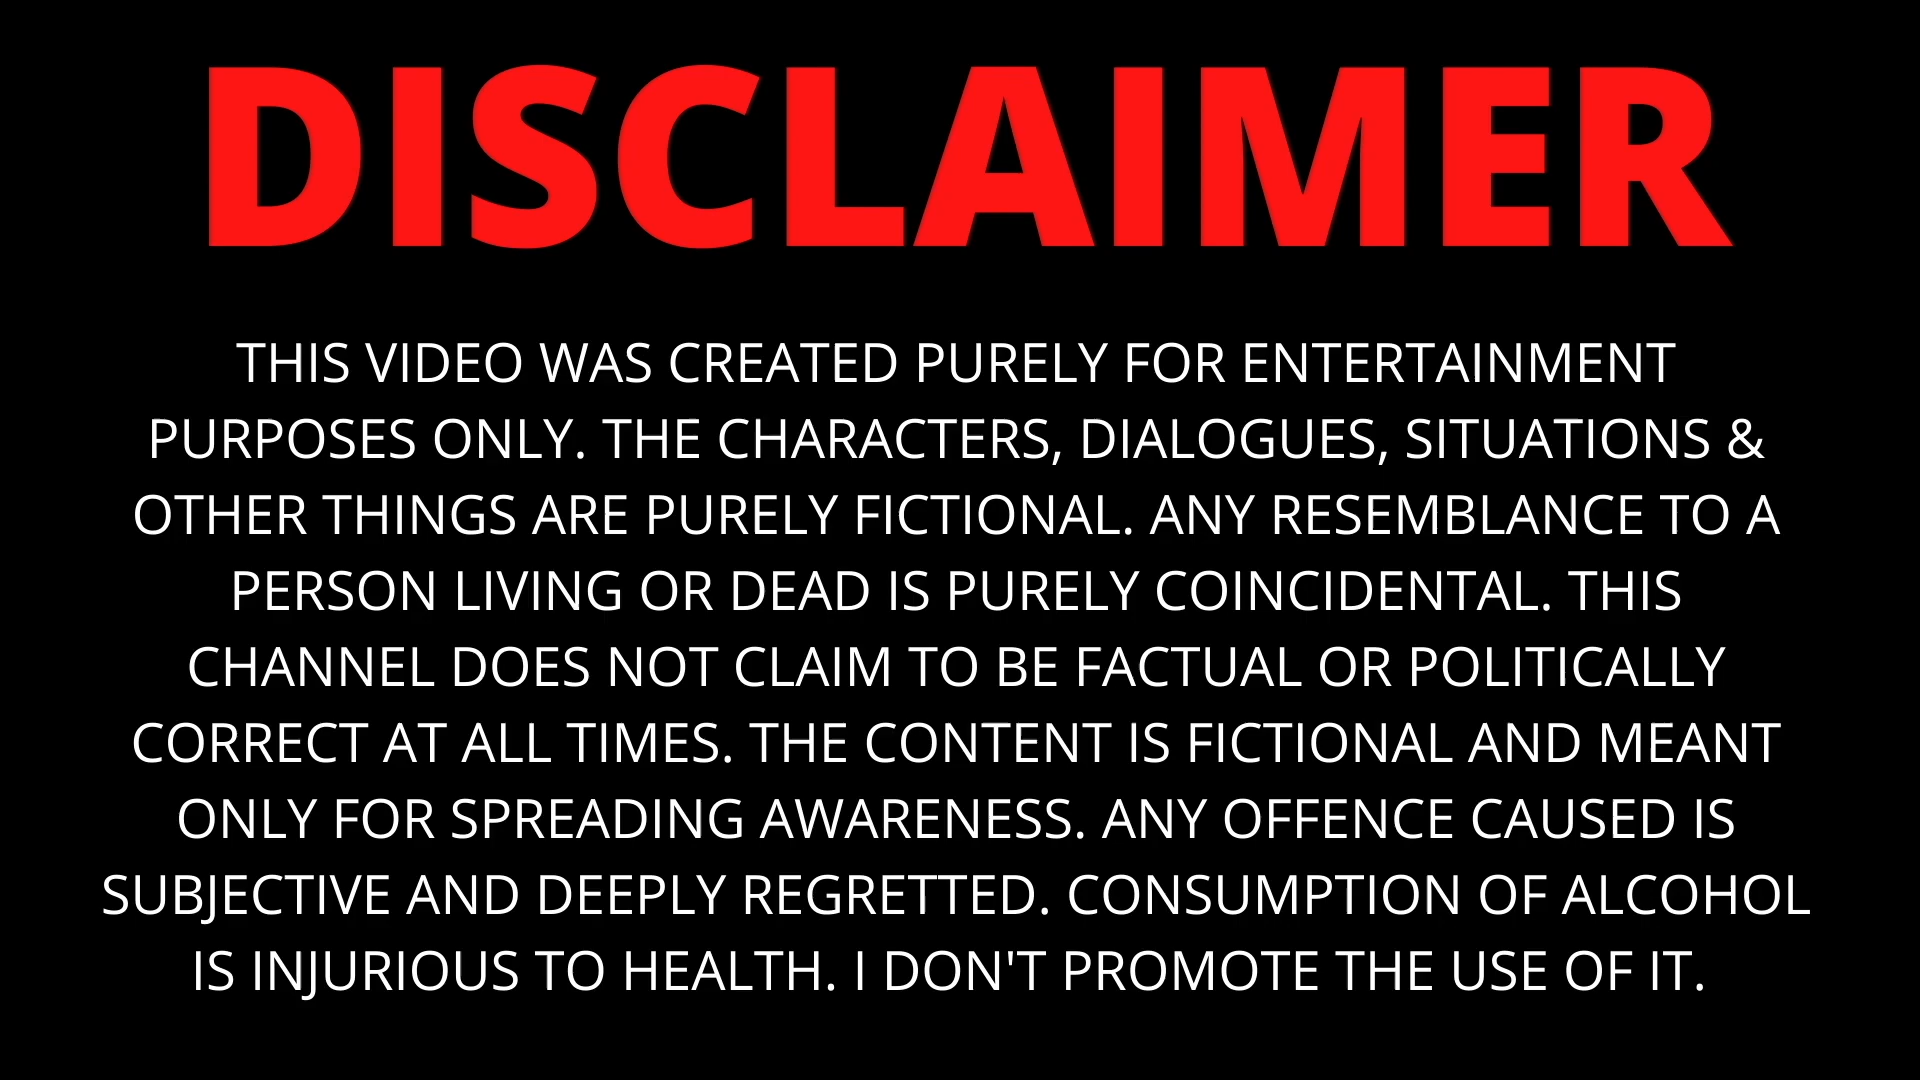 DISCLAIMER
THIS VIDEO WAS CREATED PURELY FOR ENTERTAINMENT
PURPOSES ONLY. THE CHARACTERS, DIALOGUES, SITUATIONS &
OTHER THINGS ARE PURELY FICTIONAL. ANY RESEMBLANCE TO A
PERSON LIVING OR DEAD IS PURELY COINCIDENTAL. THIS
CHANNEL DOES NOT CLAIM TO BE FACTUAL OR POLITICALLY
CORRECT AT ALL TIMES. THE CONTENT IS FICTIONAL AND MEANT
ONLY FOR SPREADING AWARENESS. ANY OFFENCE CAUSED IS
SUBJECTIVE AND DEEPLY REGRETTED. CONSUMPTION OF ALCOHOL
IS INJURIOUS TO HEALTH. I DON'T PROMOTE THE USE OF IT.